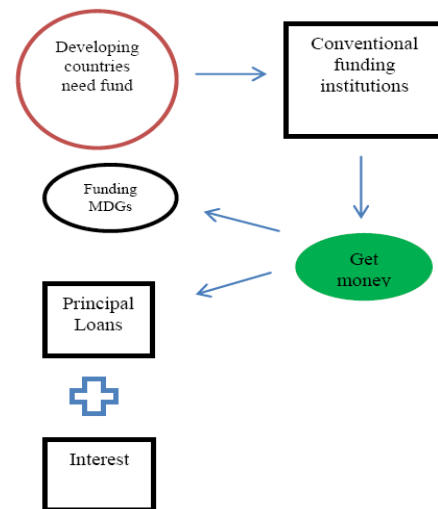 Developing
countries
need fund
Conventional
funding
institutions
Funding
MDGs
Get
money
Principal
Loans
Interest